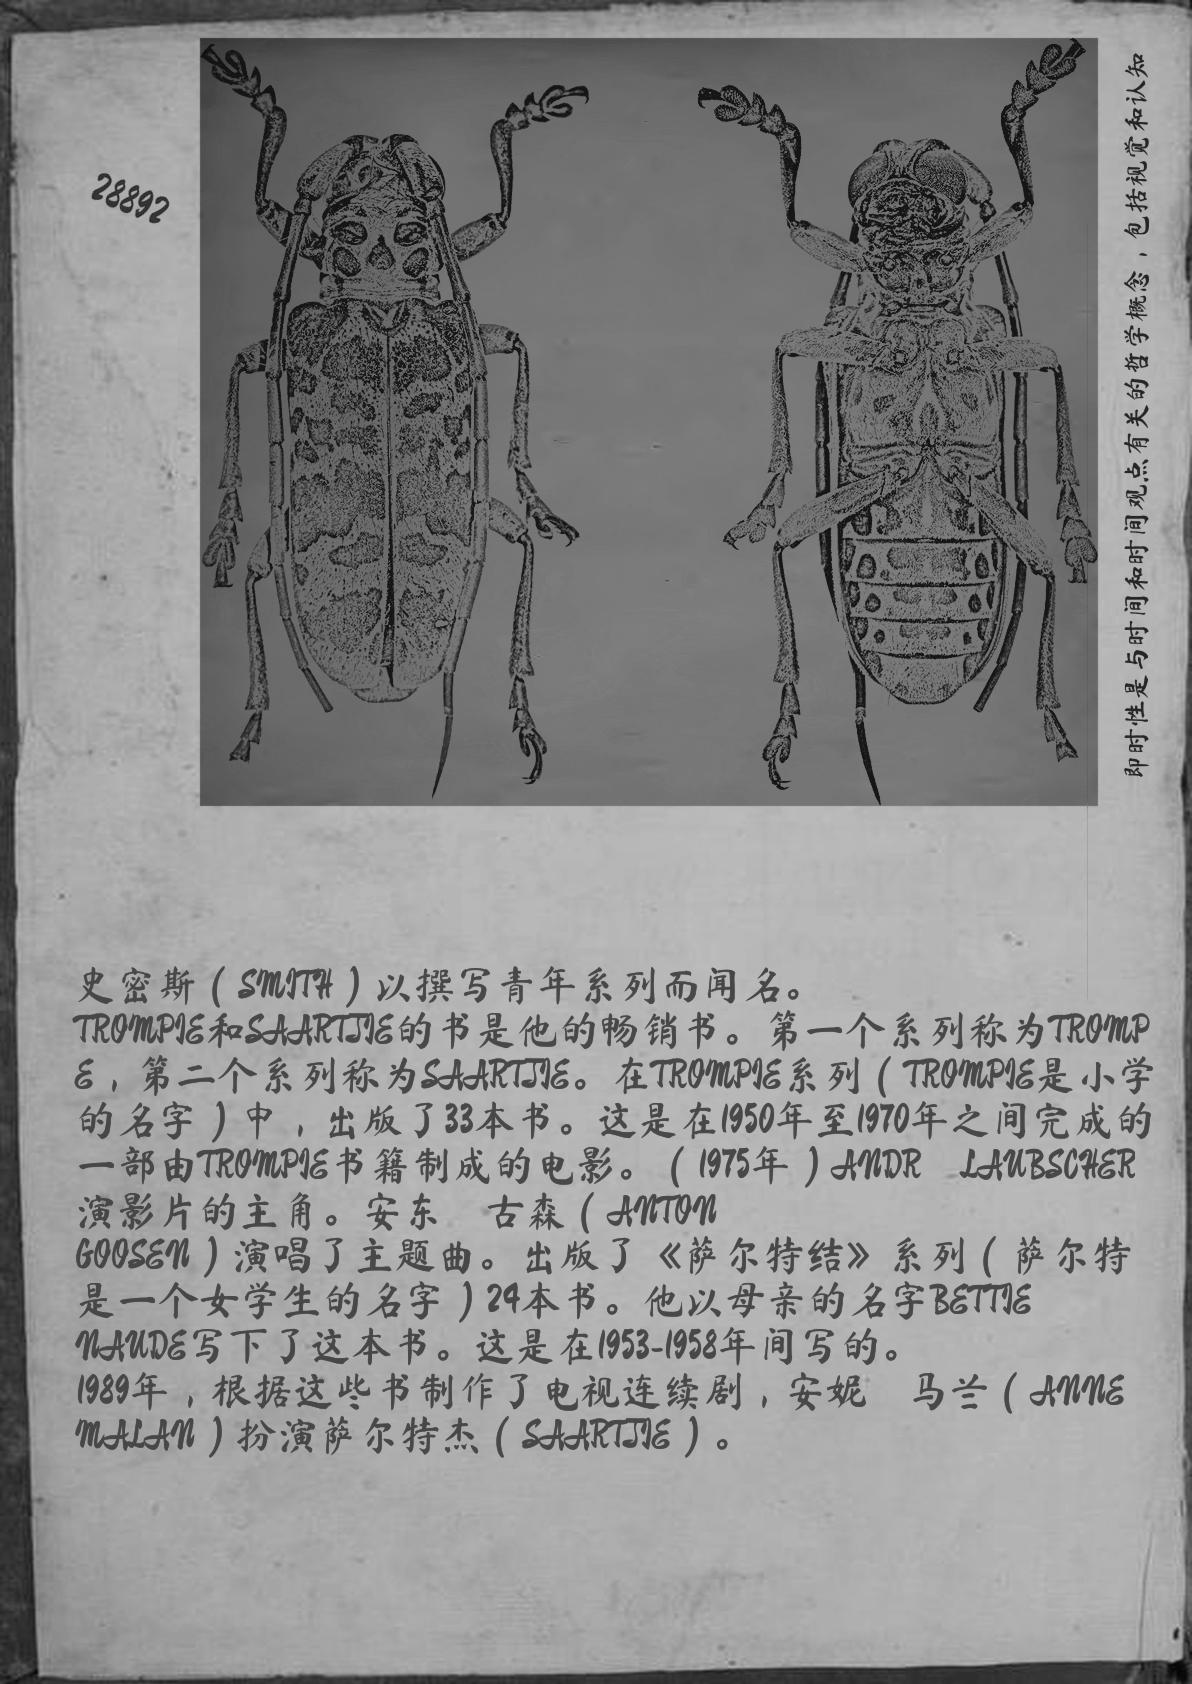 28892
即时性是与时间和时间观点有关的哲学概念，包括视觉和认知
史密斯（SMITH）以撰写青年系列而闻名。
TROMPIE和SAARTJIE的书是他的畅销书。第一个系列称为TROMP
E，第二个系列称为SAARTJIE。在TROMPIE系列（TROMPIE是小学
的名字）中，出版了33本书。这是在1950年至1970年之间完成的
一部由TROMPIE书籍制成的电影。（1975年）ANDR　LAUBSCHER
演影片的主角。安东　古森（ANTON
GOOSEN）演唱了主题曲。出版了《萨尔特结》系列（萨尔特
是一个女学生的名字）24本书。他以母亲的名字BETTIE
NAUDE写下了这本书。这是在1953-1958年间写的。
1989年，根据这些书制作了电视连续剧，安妮　马兰（ANNE
MALAN）扮演萨尔特杰（SAARTJIE）。